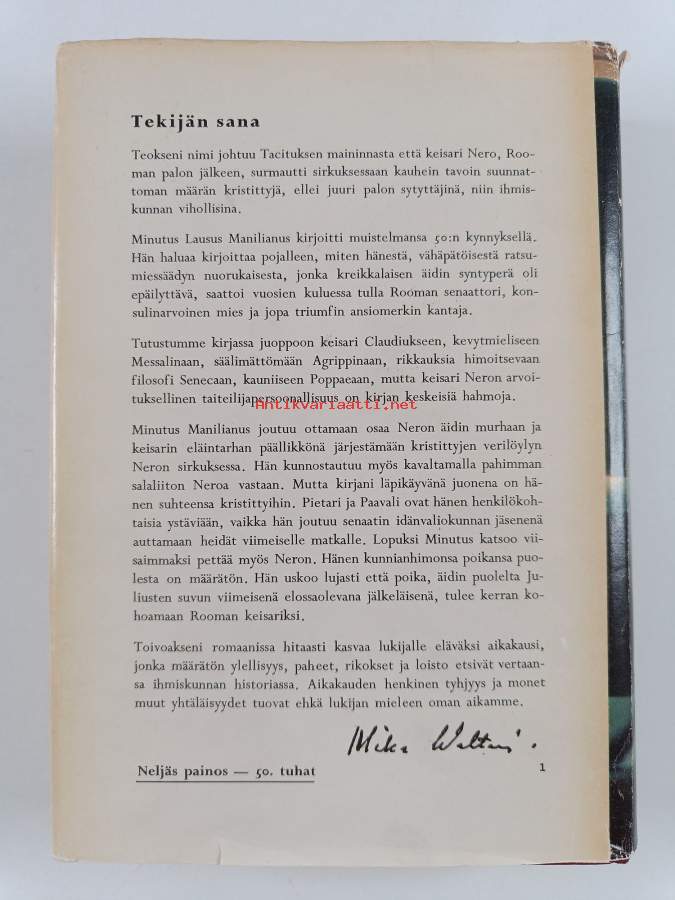 Tekijän sana
Teokseni nimi johtuu Tacituksen maininnasta että keisari Nero, Roo-
man palon jälkeen, surmautti sirkuksessaan kauhein tavoin suunnat-
toman määrän kristittyjä, ellei juuri palon sytyttäjinä, niin ihmis-
kunnan vihollisina.
Minutus Lausus Manilianus kirjoitti muistelmansa 50:n kynnyksellä.
Hän haluaa kirjoittaa pojalleen, miten hänestä, vähäpätöisestä ratsu-
miessäädyn nuorukaisesta, jonka kreikkalaisen äidin syntyperä oli
epäilyttävä, saattoi vuosien kuluessa tulla Rooman senaattori, kon-
sulinarvoinen mies ja jopa triumfin ansiomerkin kantaja.
Tutustumme kirjassa juoppoon keisari Claudiukseen, kevytmieliseen
Messalinaan, säälimättömään Agrippinaan, rikkauksia himoitsevaan
filosofi Senecaan, kauniiseen Poppaeaan, mutta keisari Neron arvoi-
tuksellinen taiteilijapersoonallisuus on kirjan keskeisiä hahmoja.
Antikvariaatti.net
Minutus Manilianus joutuu ottamaan osaa Neron äidin murhaan ja
keisarin eläintarhan päällikkönä järjestämään kristittyjen verilöylyn
Neron sirkuksessa. Hän kunnostautuu myös kavaltamalla pahimman
salaliiton Neroa vastaan. Mutta kirjani läpikäyvänä juonena on hä-
nen suhteensa kristittyihin. Pietari ja Paavali ovat hänen henkilökoh-
taisia ystäviään, vaikka hän joutuu senaatin idänvaliokunnan jäsenenä
auttamaan heidät viimeiselle matkalle. Lopuksi Minutus katsoo vii-
saimmaksi pettää myös Neron. Hänen kunnianhimonsa poikansa puo-
lesta on määrätön. Hän uskoo lujasti että poika, äidin puolelta Ju-
liusten suvun viimeisenä elossaolevana jälkeläisenä, tulee kerran ko-
hoamaan Rooman keisariksi.
Toivoakseni romaanissa hitaasti kasvaa lukijalle eläväksi aikakausi,
jonka määrätön ylellisyys, paheet, rikokset ja loisto etsivät vertaan-
sa ihmiskunnan historiassa. Aikakauden henkinen tyhjyys ja monet
muut yhtäläisyydet tuovat ehkä lukijan mieleen oman aikamme.
Mika Waltari.
Neljäs painos — 50. tuhat
1